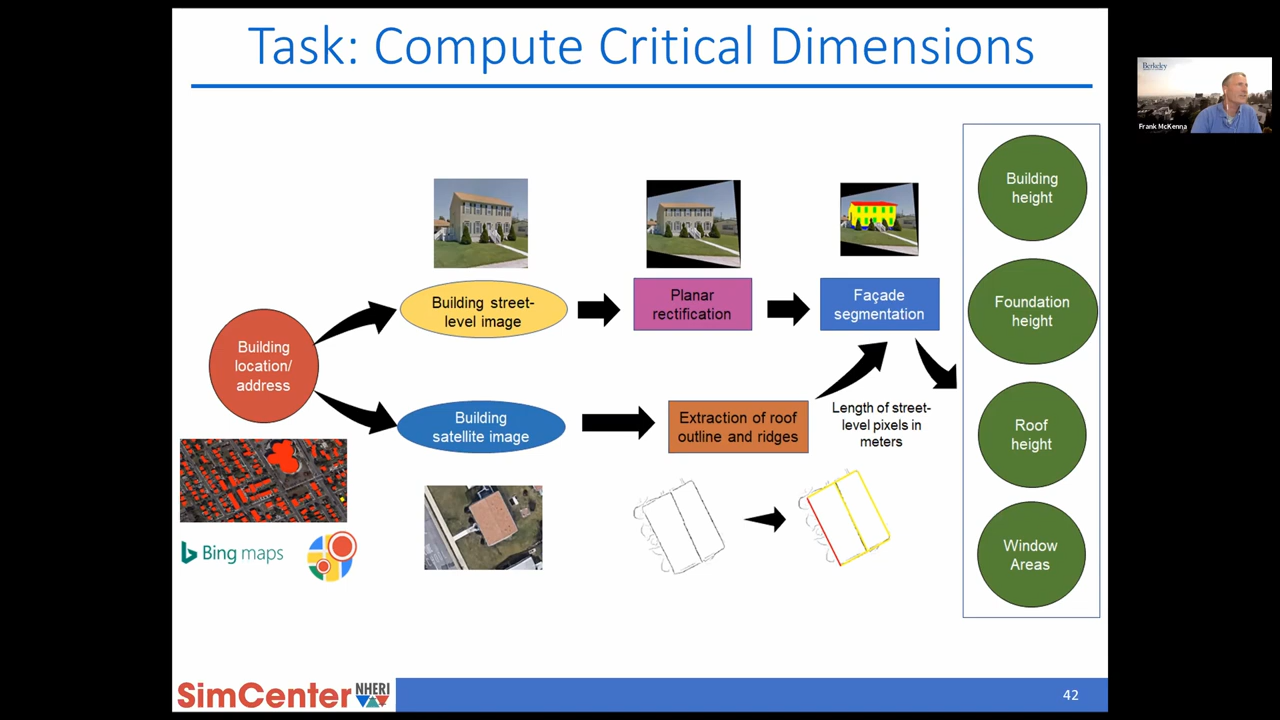 Task: Compute Critical Dimensions
Berkeley
Frank McKenna
Building
height
Building street-
level image
Planar
rectification
Façade
segmentation
Foundation
height
Building
location/
address
Building
satellite image
Extraction of roof
outline and ridges
Length of street-
level pixels in
meters
Roof
height
Bing maps
Window
Areas
SimCenter NHERI
42